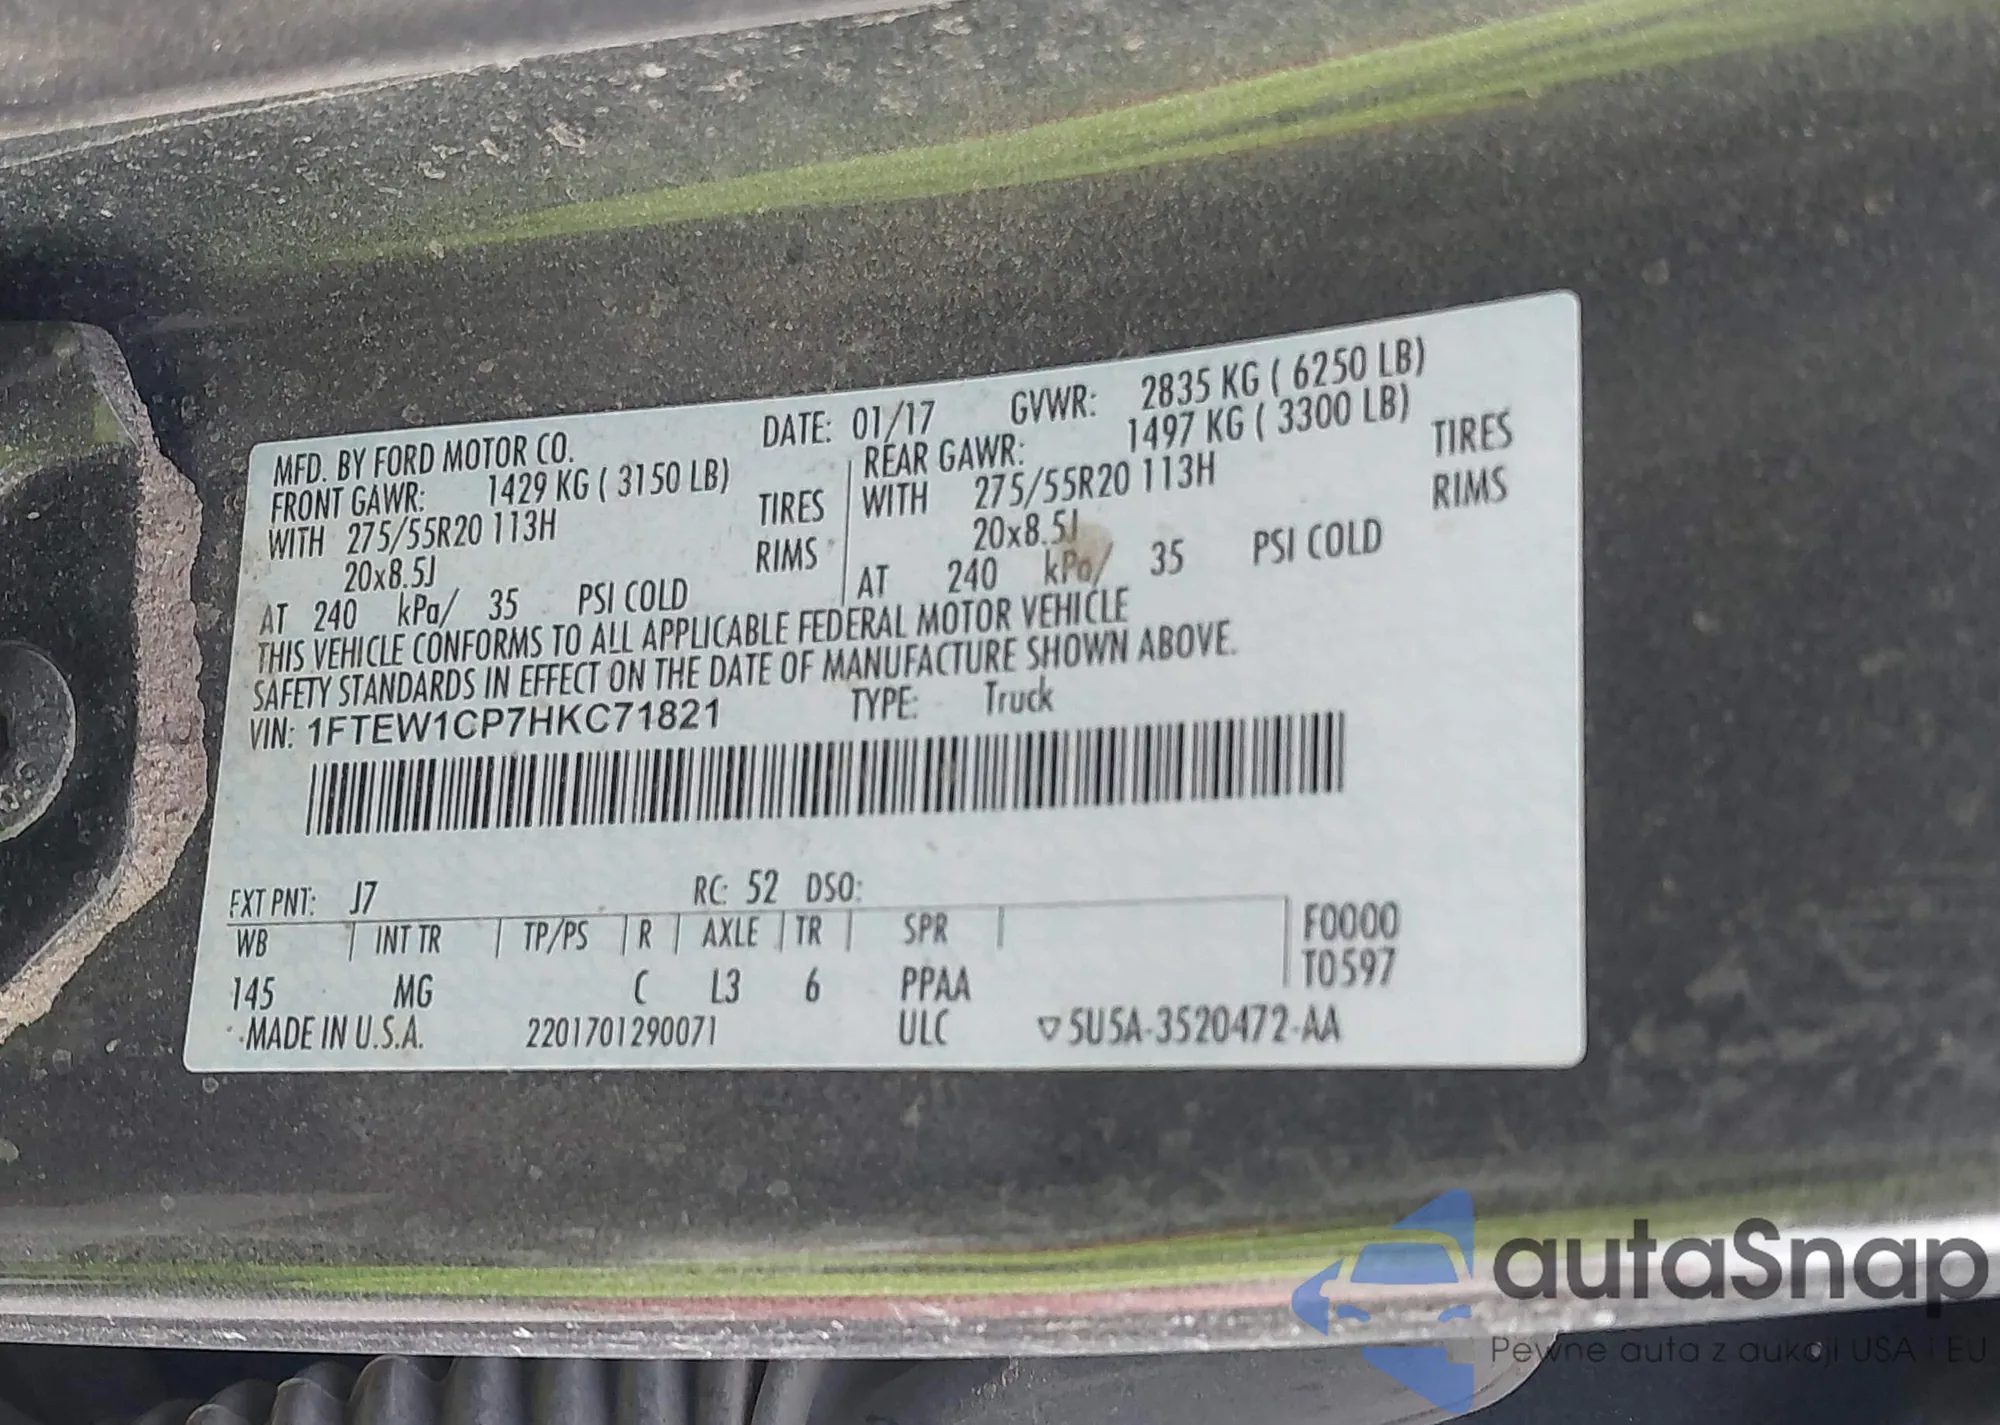 MFD. BY FORD MOTOR CO. DATE: 01/17 GVWR: 2835 KG ( 6250 LB)
FRONT GAWR: 1429 KG ( 3150 LB) REAR GAWR: 1497 KG ( 3300 LB)
WITH 275/55R20 113H TIRES WITH 275/55R20 113H TIRES
20x8.5J RIMS 20x8.5J RIMS
AT 240 kPa/ 35 PSI COLD AT 240 kPa/ 35 PSI COLD
THIS VEHICLE CONFORMS TO ALL APPLICABLE FEDERAL MOTOR VEHICLE
SAFETY STANDARDS IN EFFECT ON THE DATE OF MANUFACTURE SHOWN ABOVE.
VIN: 1FTEW1CP7HKC71821 TYPE: Truck
EXT PNT: J7 RC: 52 DSO:
WB INT TR TP/PS R AXLE TR SPR F0000
T0597
145 MG C L3 6 PPAA
MADE IN U.S.A. 2201701290071 ULC ▽5U5A-3520472-AA
autaSnap
Pewne auta z aukcji USA i EU